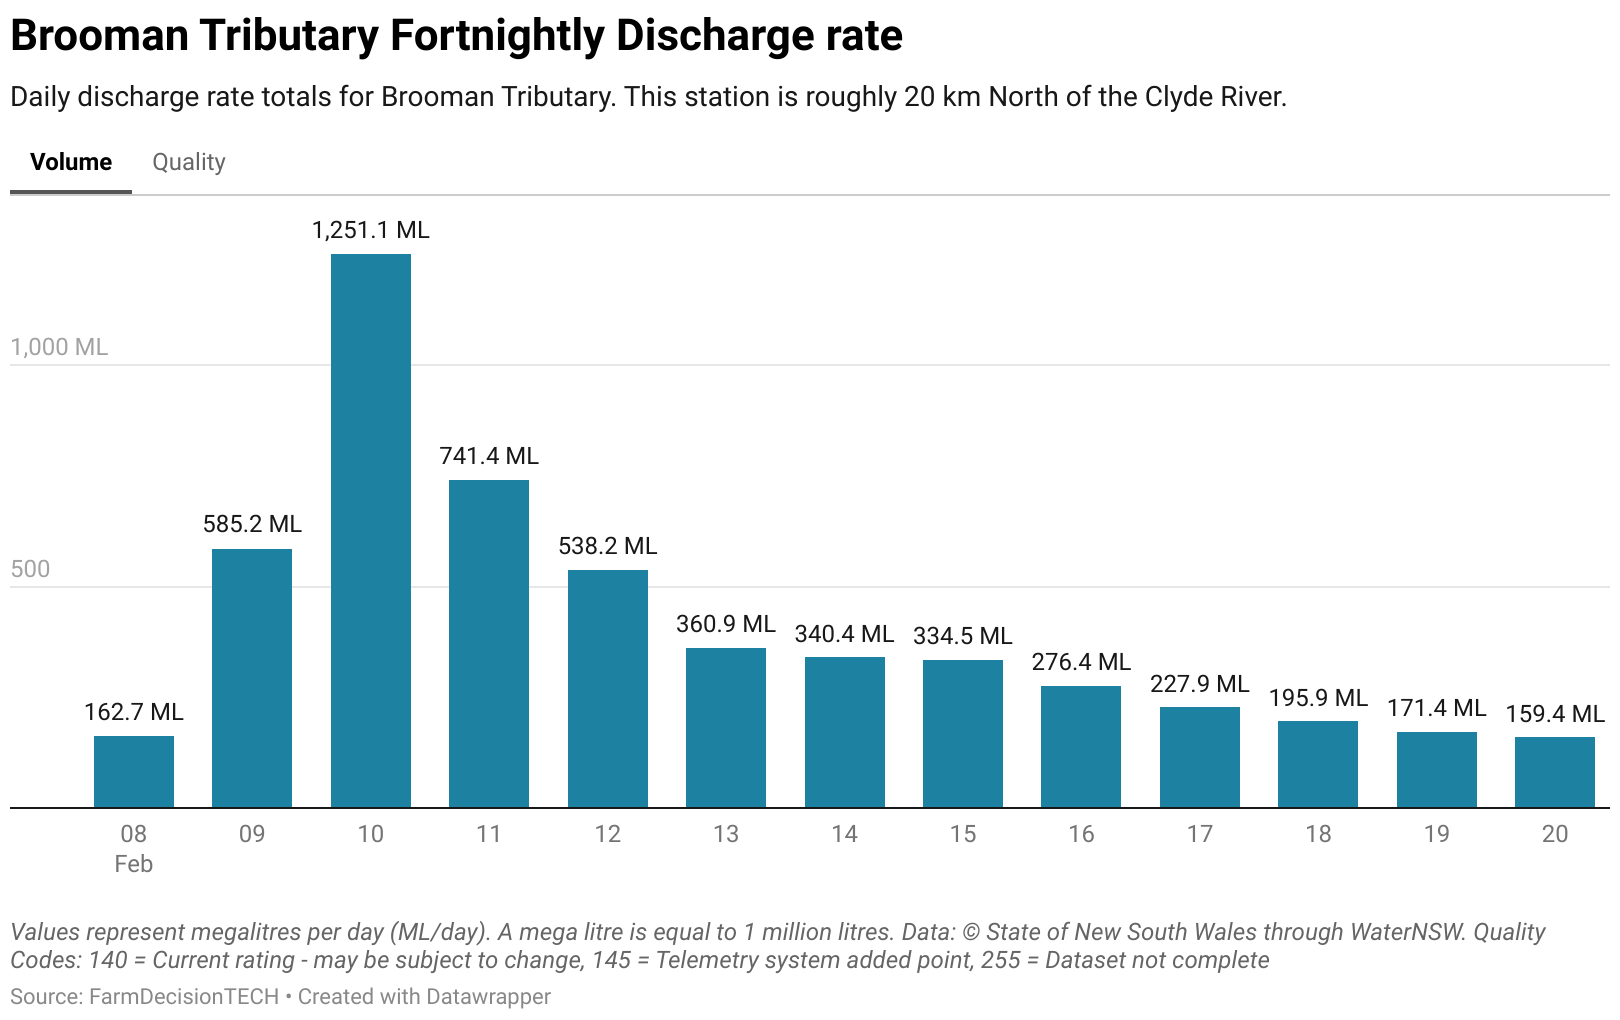 Brooman Tributary Fortnightly Discharge rate
Daily discharge rate totals for Brooman Tributary. This station is roughly 20 km North of the Clyde River.
Volume Quality
1,251.1 ML
1,000 ML
741.4 ML
585.2 ML
538.2 ML
500
360.9 ML
340.4 ML
334.5 ML
276.4 ML
227.9 ML
195.9 ML
171.4 ML
159.4 ML
162.7 ML
08 09 10 11 12 13 14 15 16 17 18 19 20
Feb
Values represent megalitres per day (ML/day). A mega litre is equal to 1 million litres. Data: © State of New South Wales through WaterNSW. Quality
Codes: 140 = Current rating - may be subject to change, 145 = Telemetry system added point, 255 = Dataset not complete
Source: FarmDecisionTECH • Created with Datawrapper